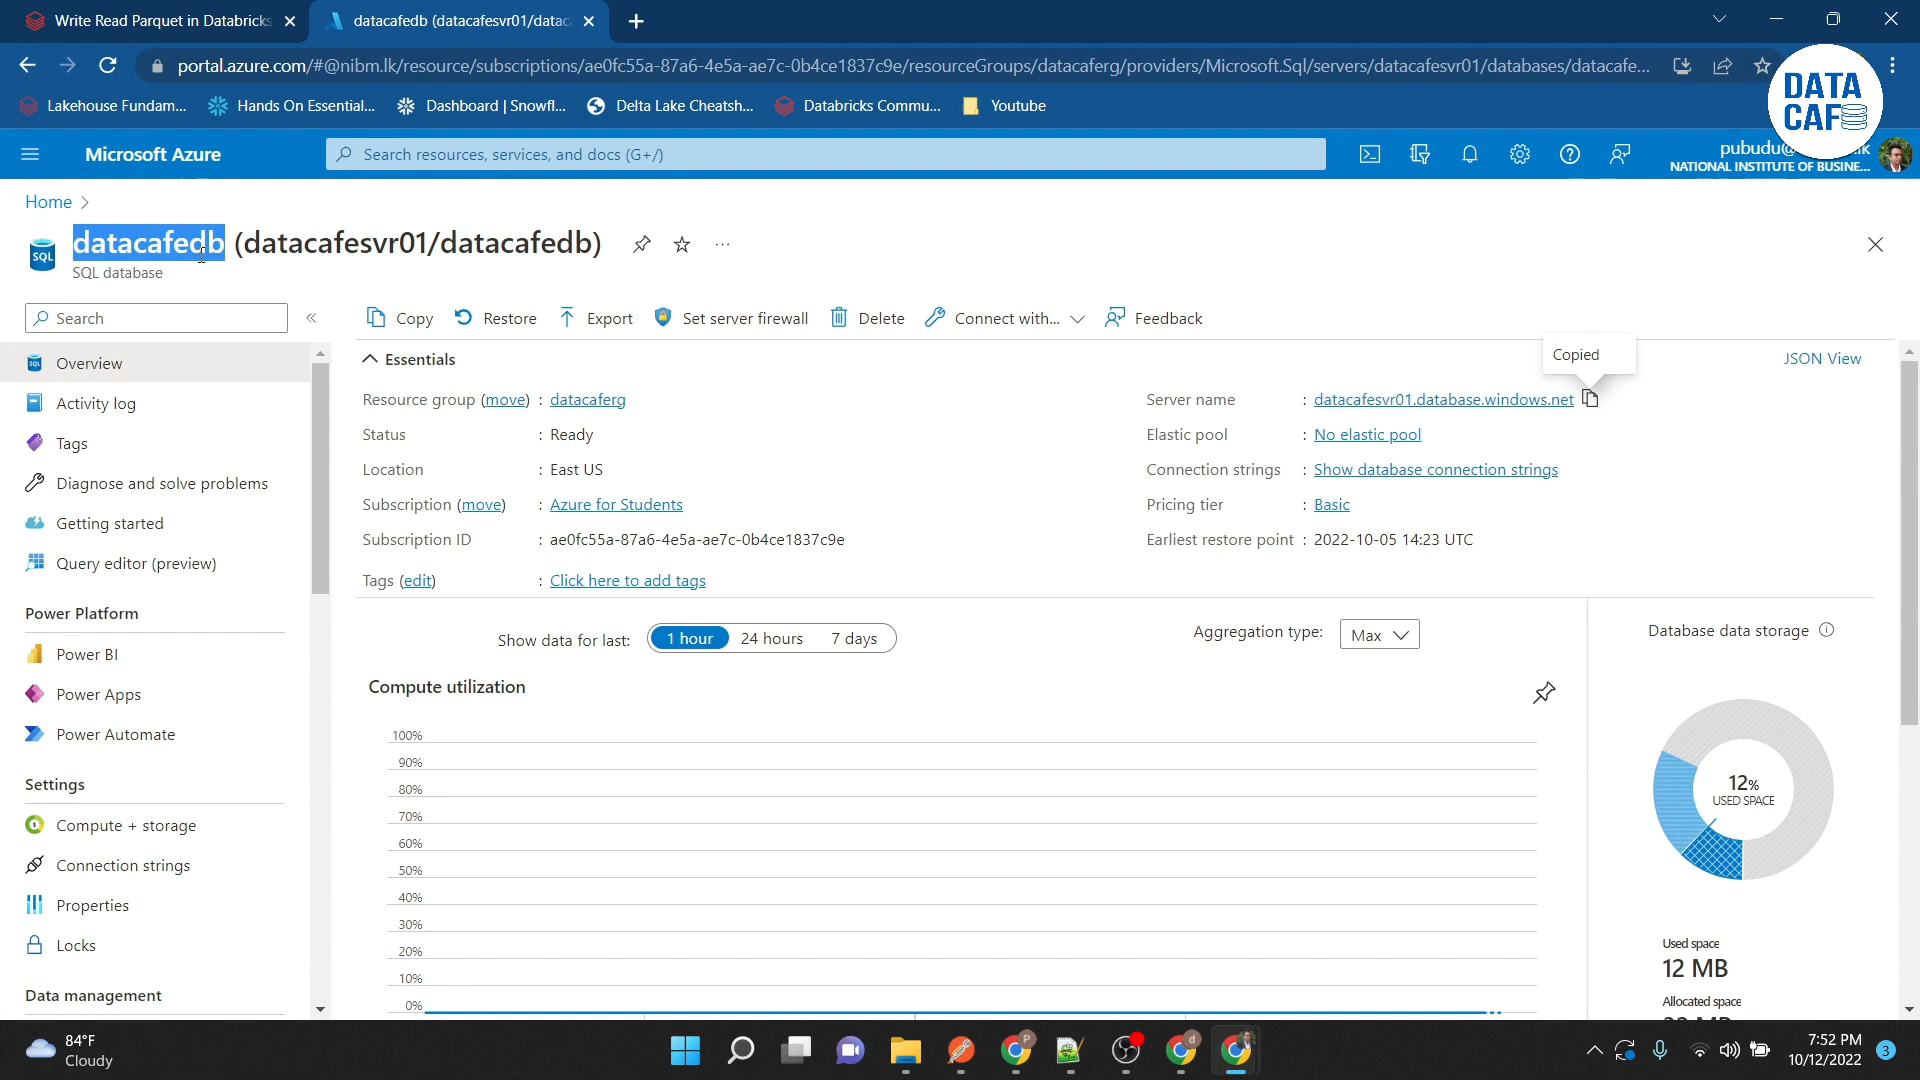 Write Read Parquet in Databricks
datacafedb (datacafesvr01/datac
portal.azure.com/#@nibm.lk/resource/subscriptions/ae0fc55a-87a6-4e5a-ae7c-0b4ce1837c9e/resourceGroups/datacaferg/providers/Microsoft.Sql/servers/datacafesvr01/databases/datacafe...
Lakehouse Fundam...
Hands On Essential...
Dashboard | Snowfl...
Delta Lake Cheatsh...
Databricks Commu...
Youtube
DATA
CAF
Microsoft Azure
Search resources, services, and docs (G+/)
pubudu@
NATIONAL INSTITUTE OF BUSINE...
Home >
datacafedb (datacafesvr01/datacafedb)
SQL
SQL database
Search
Copy
Restore
Export
Set server firewall
Delete
Connect with...
Feedback
Overview
Activity log
Tags
Diagnose and solve problems
Getting started
Query editor (preview)
Power Platform
Power BI
Power Apps
Power Automate
Settings
Compute + storage
Connection strings
Properties
Locks
Data management
Essentials
Copied
JSON View
Resource group (move) : datacaferg
Status : Ready
Location : East US
Subscription (move) : Azure for Students
Subscription ID : ae0fc55a-87a6-4e5a-ae7c-0b4ce1837c9e
Tags (edit) : Click here to add tags
Server name : datacafesvr01.database.windows.net
Elastic pool : No elastic pool
Connection strings : Show database connection strings
Pricing tier : Basic
Earliest restore point : 2022-10-05 14:23 UTC
Show data for last: 1 hour 24 hours 7 days
Aggregation type: Max
Compute utilization
100%
90%
80%
70%
60%
50%
40%
30%
20%
10%
0%
Database data storage
12%
USED SPACE
Used space
12 MB
Allocated space
84°F
Cloudy
7:52 PM
10/12/2022
3